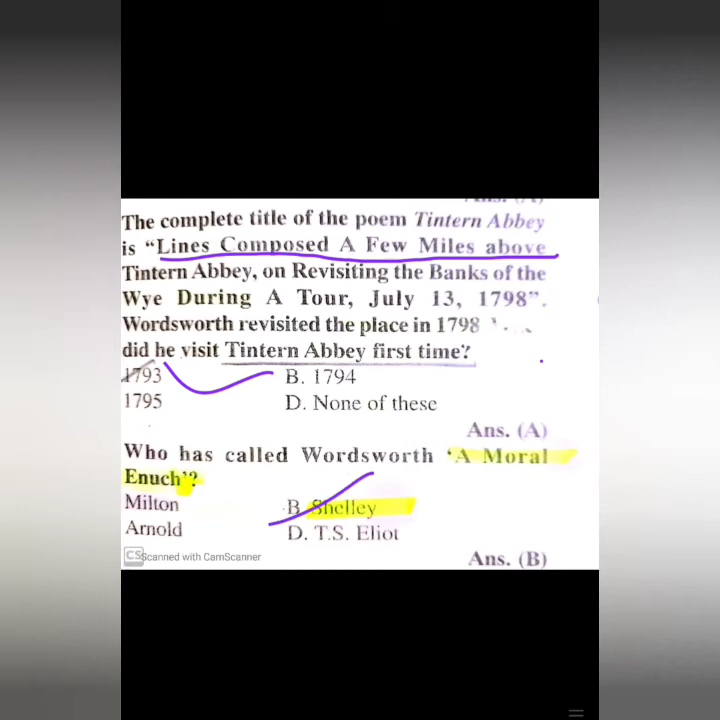 The complete title of the poem Tintern Abbey
is “Lines Composed A Few Miles above
Tintern Abbey, on Revisiting the Banks of the
Wye During A Tour, July 13, 1798”.
Wordsworth revisited the place in 1798
did he visit Tintern Abbey first time?
1793 B. 1794
1795 D. None of these
Ans. (A)
Who has called Wordsworth ‘A Moral
Enuch’?
Milton B. Shelley
Arnold D. T.S. Eliot
CS Scanned with CamScanner
Ans. (B)